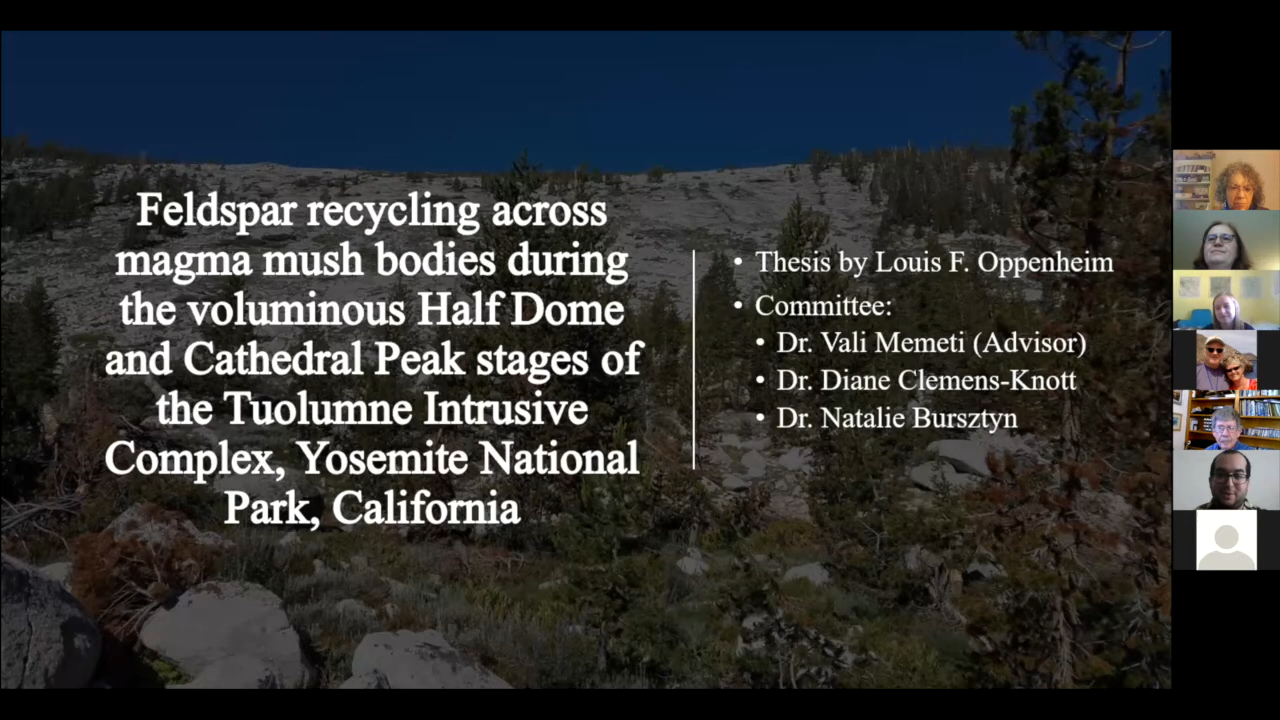 Feldspar recycling across
magma mush bodies during
the voluminous Half Dome
and Cathedral Peak stages of
the Tuolumne Intrusive
Complex, Yosemite National
Park, California
• Thesis by Louis F. Oppenheim
• Committee:
• Dr. Vali Memeti (Advisor)
• Dr. Diane Clemens-Knott
• Dr. Natalie Bursztyn